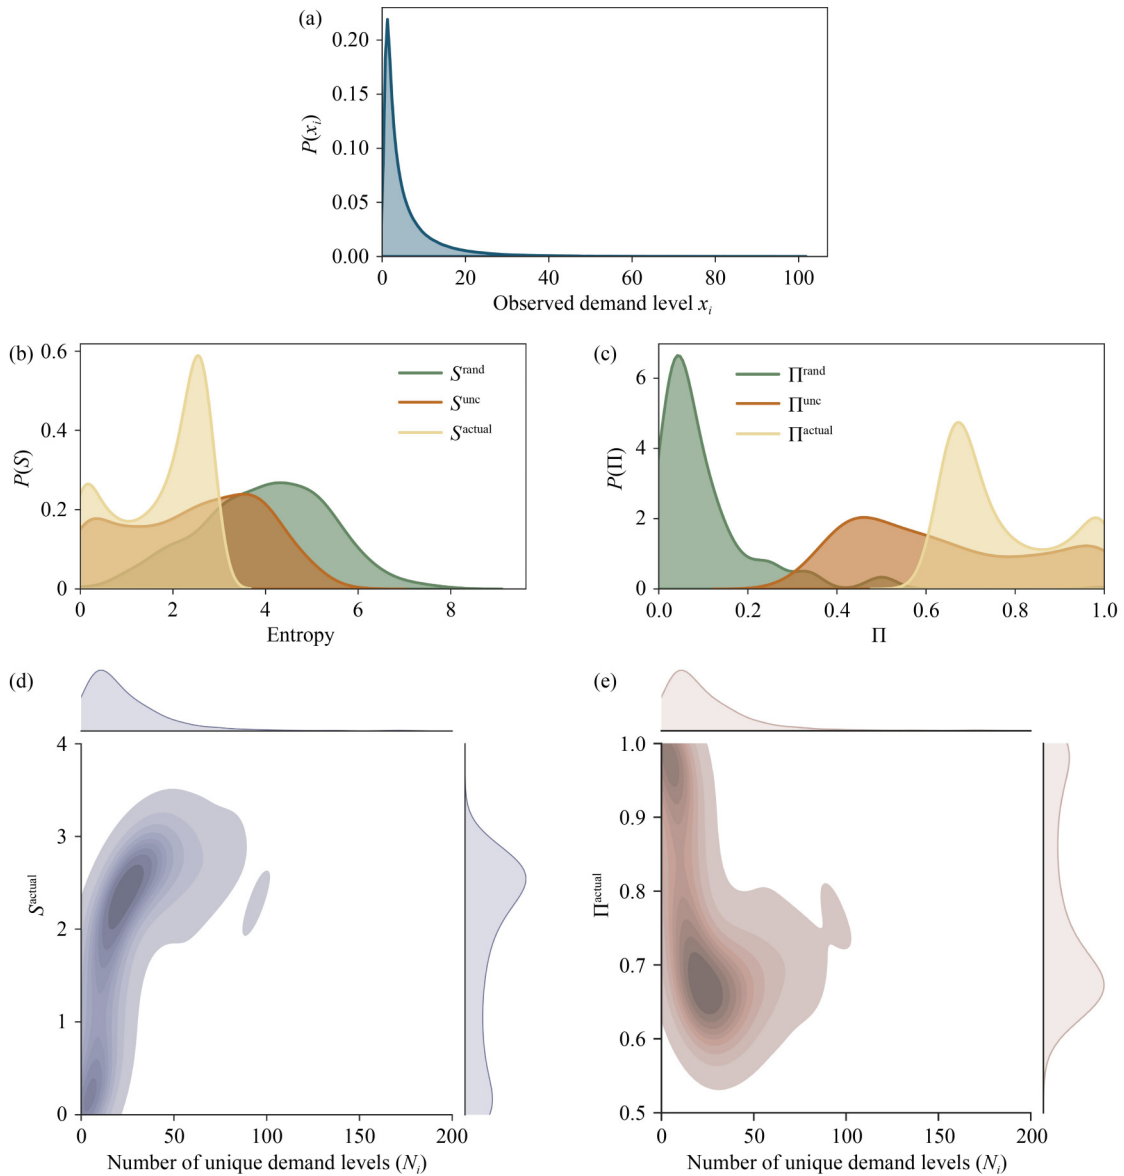 (a)
0.20
0.15
0.10
0.05
0.00
P(x_i)
0 20 40 60 80 100
Observed demand level x_i
(b)
0.6
0.4
0.2
0
P(S)
S^rand
S^unc
S^actual
0 2 4 6 8
Entropy
(c)
6
4
2
0
P(Π)
Π^rand
Π^unc
Π^actual
0.0 0.2 0.4 0.6 0.8 1.0
Π
(d)
4
3
2
1
0
S^actual
0 50 100 150 200
Number of unique demand levels (N_i)
(e)
1.0
0.9
0.8
0.7
0.6
0.5
Π^actual
0 50 100 150 200
Number of unique demand levels (N_i)